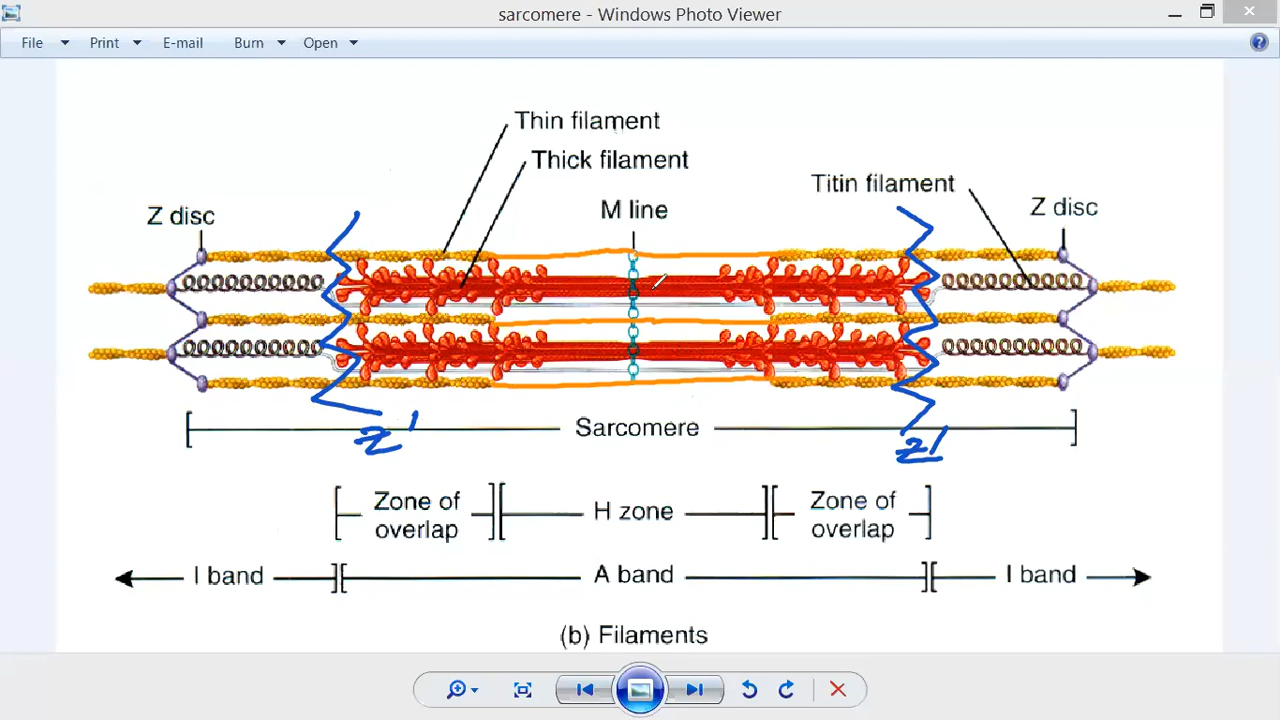 sarcomere - Windows Photo Viewer
File Print E-mail Burn Open
Thin filament
Thick filament
Titin filament
M line
Z disc
Z disc
Z'
Z'
Sarcomere
Zone of
overlap
H zone
Zone of
overlap
I band
A band
I band
(b) Filaments